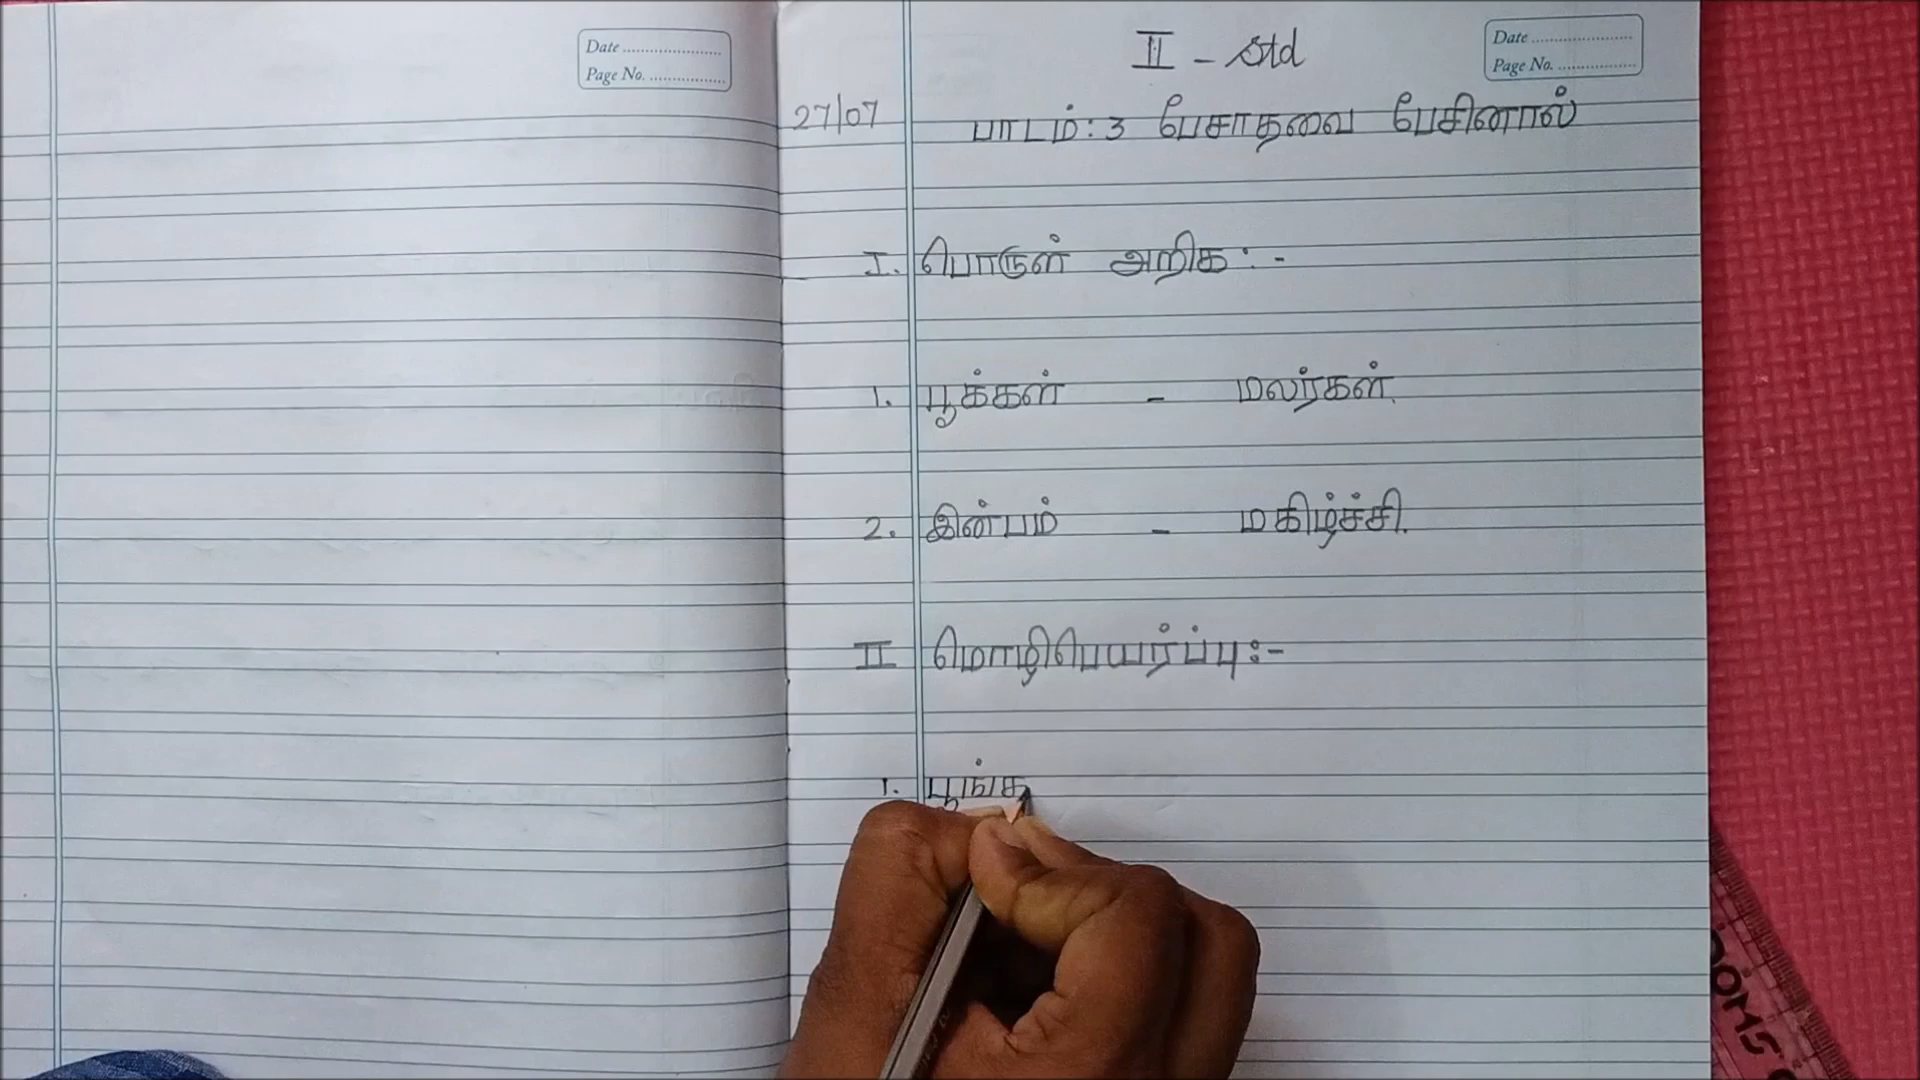 Date
Page No.
II - Std
Date
Page No.
27/07 பாடம்: 3 பேசாதவை பேசினால்
I. பொருள் அறிக :-
1. பூக்கள் - மலர்கள்.
2. இன்பம் - மகிழ்ச்சி.
II மொழிபெயர்ப்பு :-
1. பூங்க
DOMS